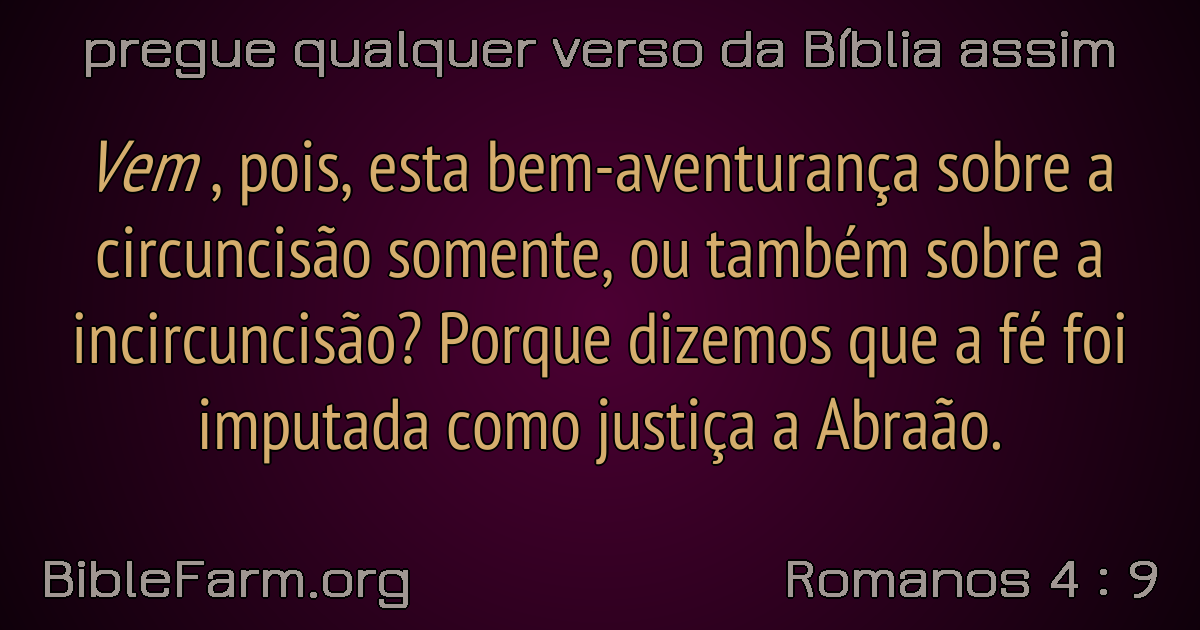 pregue qualquer verso da Bíblia assim
Vem , pois, esta bem-aventurança sobre a
circuncisão somente, ou também sobre a
incircuncisão? Porque dizemos que a fé foi
imputada como justiça a Abraão.
BibleFarm.org
Romanos 4 : 9